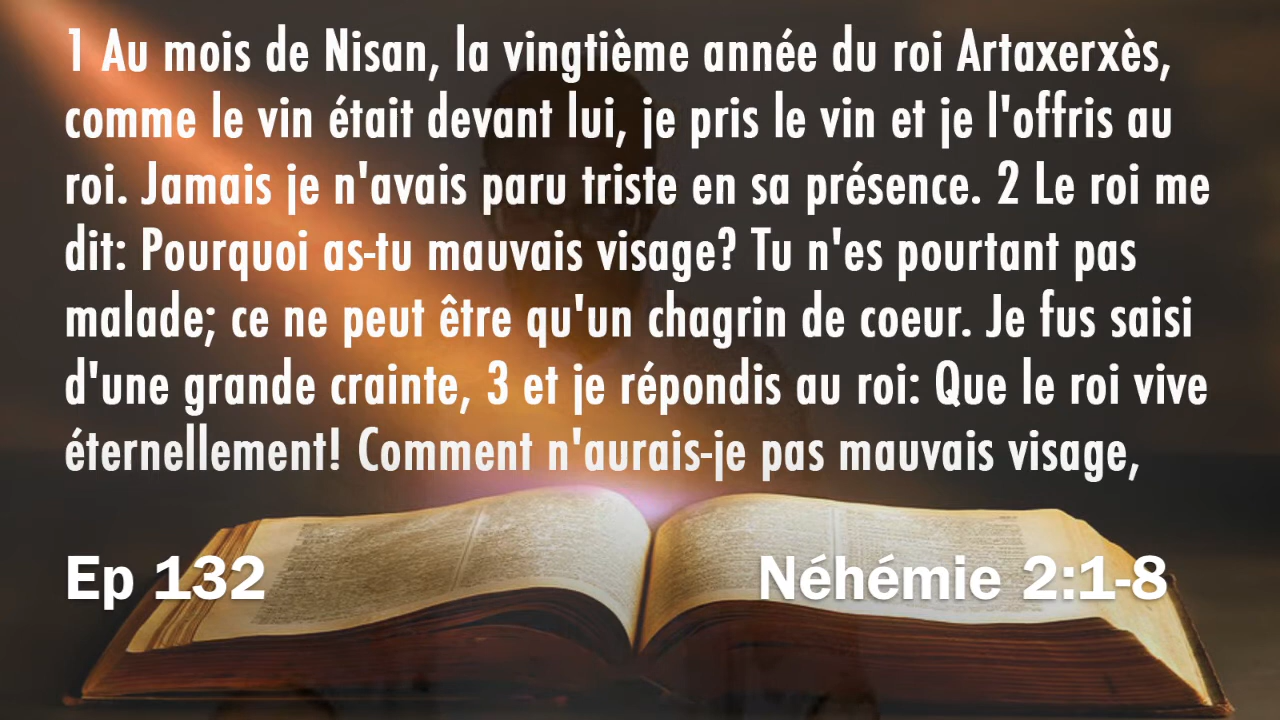 1 Au mois de Nisan, la vingtième année du roi Artaxerxès,
comme le vin était devant lui, je pris le vin et je l'offris au
roi. Jamais je n'avais paru triste en sa présence. 2 Le roi me
dit: Pourquoi as-tu mauvais visage? Tu n'es pourtant pas
malade; ce ne peut être qu'un chagrin de coeur. Je fus saisi
d'une grande crainte, 3 et je répondis au roi: Que le roi vive
éternellement! Comment n'aurais-je pas mauvais visage,
Ep 132
Néhémie 2:1-8